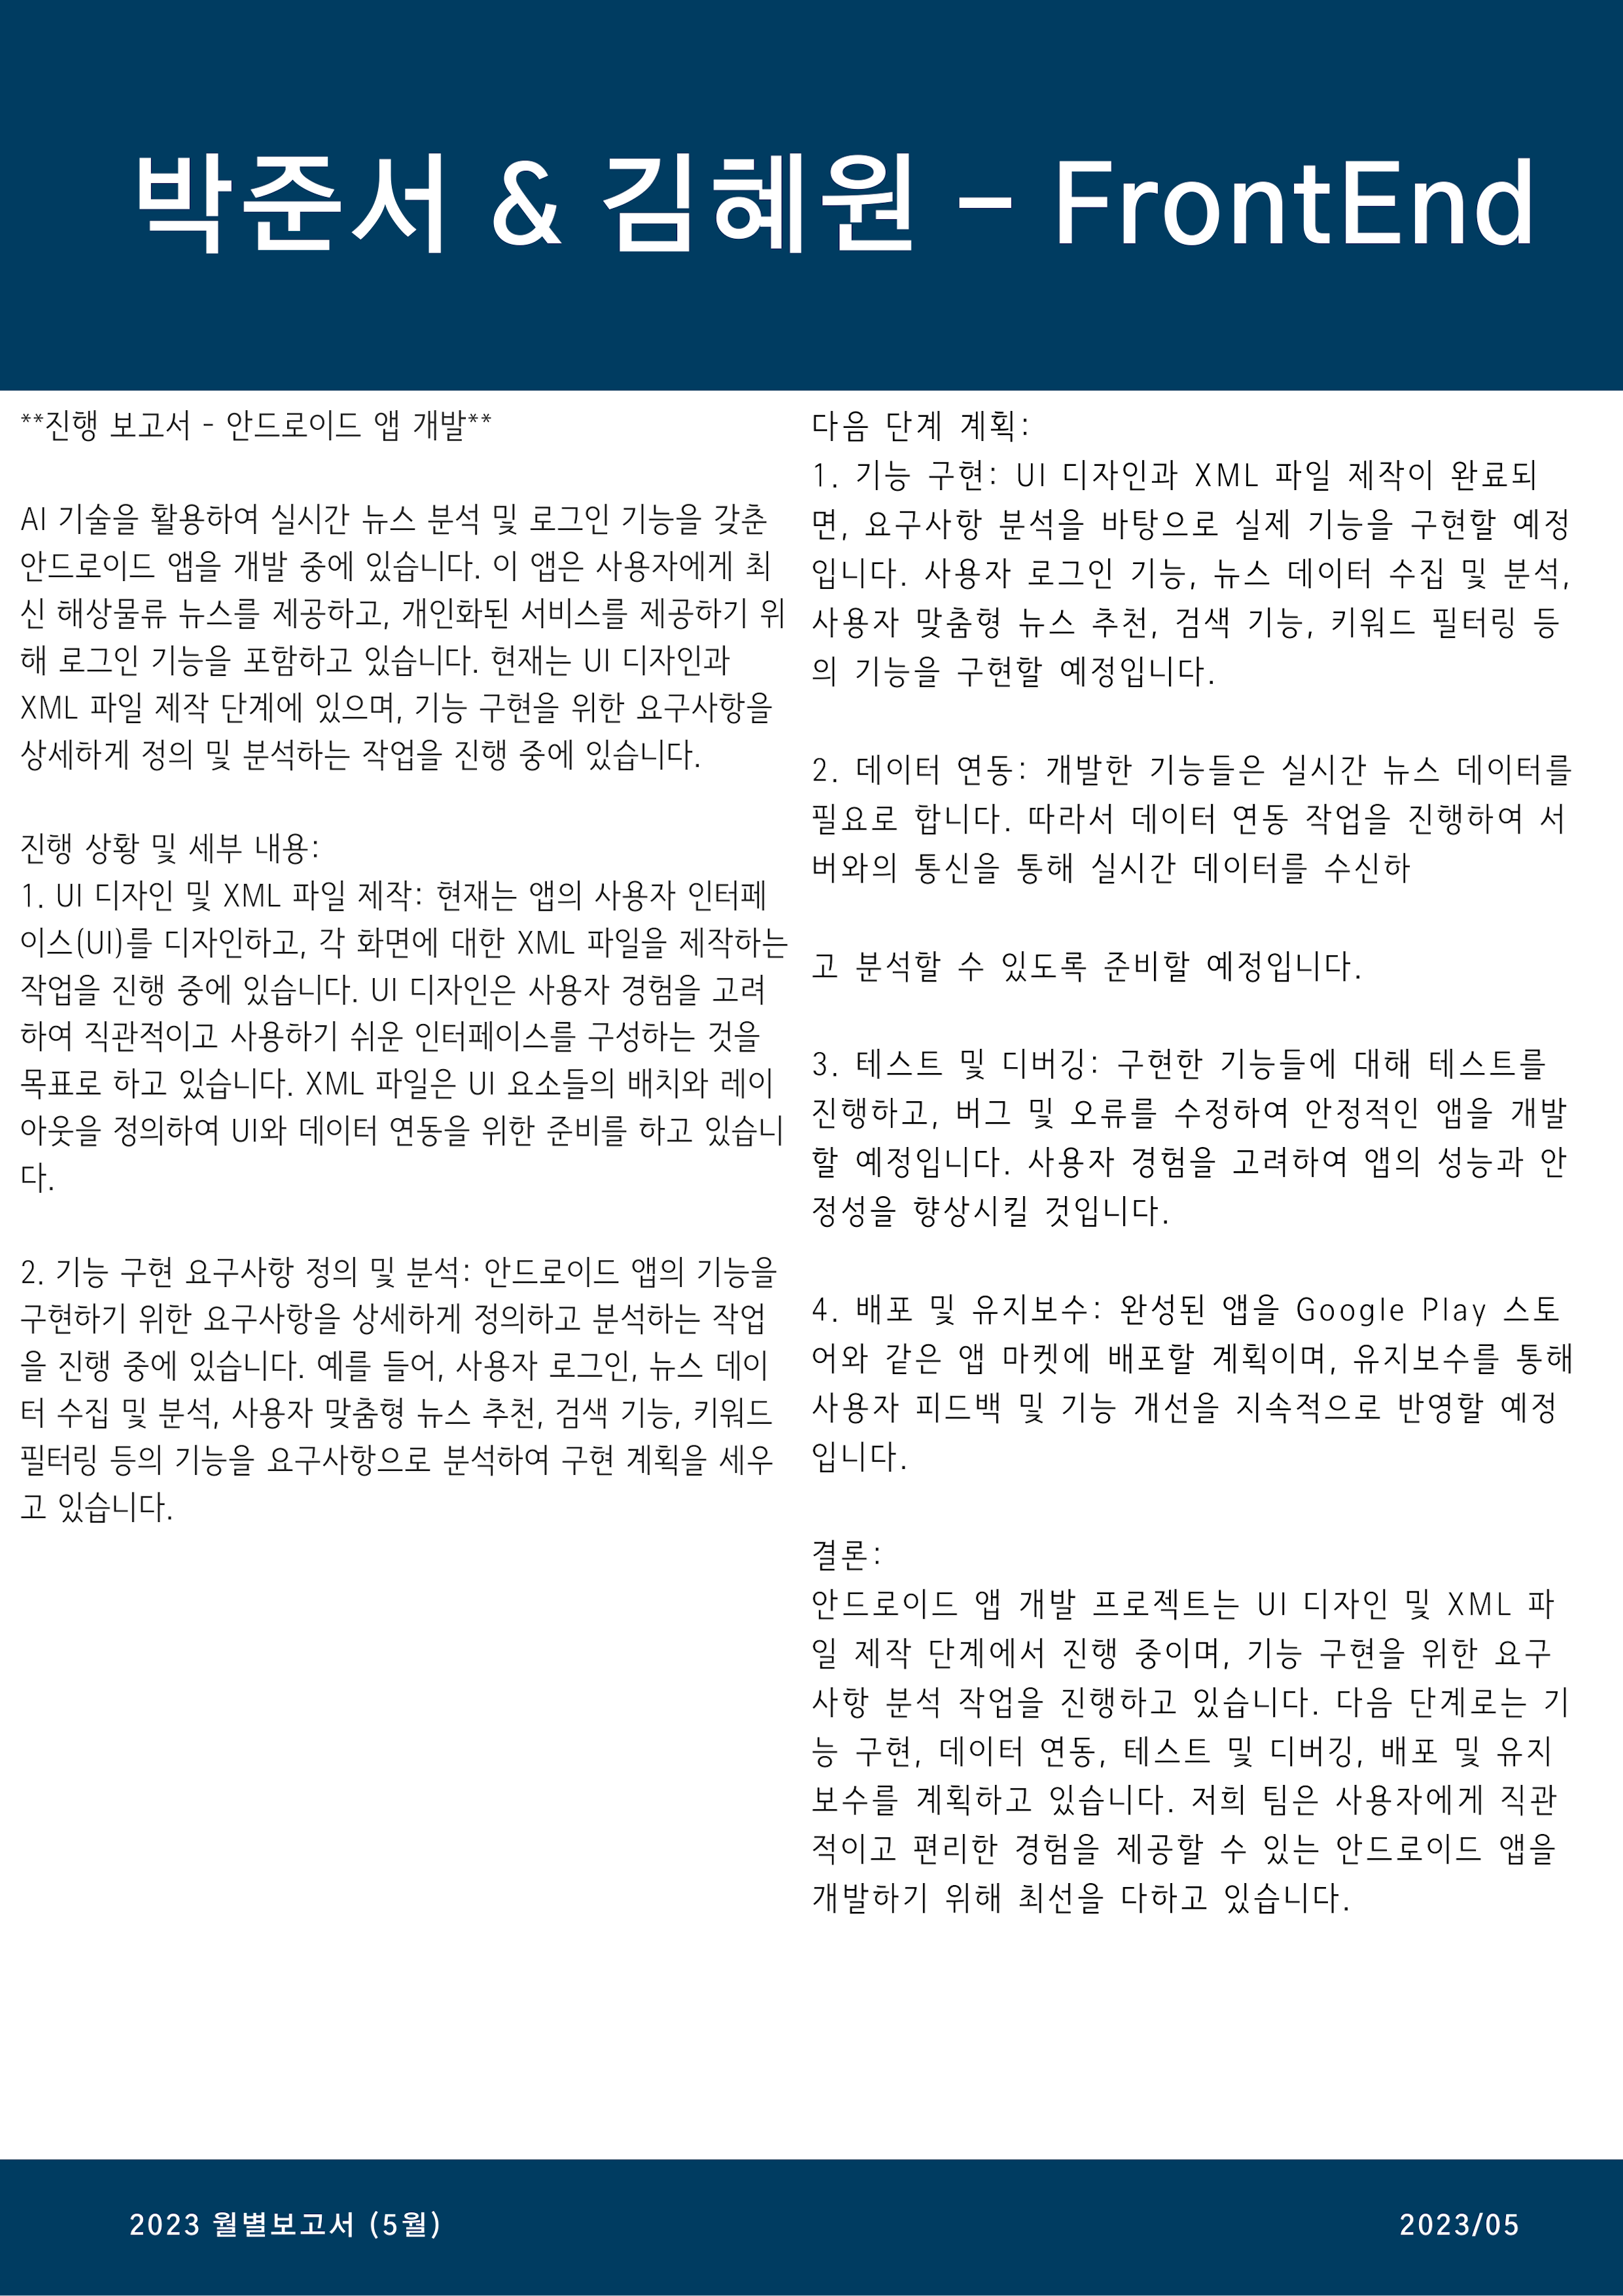 박준서 & 김혜원 - FrontEnd
**진행 보고서 - 안드로이드 앱 개발**
AI 기술을 활용하여 실시간 뉴스 분석 및 로그인 기능을 갖춘
안드로이드 앱을 개발 중에 있습니다. 이 앱은 사용자에게 최
신 해상물류 뉴스를 제공하고, 개인화된 서비스를 제공하기 위
해 로그인 기능을 포함하고 있습니다. 현재는 UI 디자인과
XML 파일 제작 단계에 있으며, 기능 구현을 위한 요구사항을
상세하게 정의 및 분석하는 작업을 진행 중에 있습니다.
진행 상황 및 세부 내용:
1. UI 디자인 및 XML 파일 제작: 현재는 앱의 사용자 인터페
이스(UI)를 디자인하고, 각 화면에 대한 XML 파일을 제작하는
작업을 진행 중에 있습니다. UI 디자인은 사용자 경험을 고려
하여 직관적이고 사용하기 쉬운 인터페이스를 구성하는 것을
목표로 하고 있습니다. XML 파일은 UI 요소들의 배치와 레이
아웃을 정의하여 UI와 데이터 연동을 위한 준비를 하고 있습니
다.
2. 기능 구현 요구사항 정의 및 분석: 안드로이드 앱의 기능을
구현하기 위한 요구사항을 상세하게 정의하고 분석하는 작업
을 진행 중에 있습니다. 예를 들어, 사용자 로그인, 뉴스 데이
터 수집 및 분석, 사용자 맞춤형 뉴스 추천, 검색 기능, 키워드
필터링 등의 기능을 요구사항으로 분석하여 구현 계획을 세우
고 있습니다.
다음 단계 계획:
1. 기능 구현: UI 디자인과 XML 파일 제작이 완료되
면, 요구사항 분석을 바탕으로 실제 기능을 구현할 예정
입니다. 사용자 로그인 기능, 뉴스 데이터 수집 및 분석,
사용자 맞춤형 뉴스 추천, 검색 기능, 키워드 필터링 등
의 기능을 구현할 예정입니다.
2. 데이터 연동: 개발한 기능들은 실시간 뉴스 데이터를
필요로 합니다. 따라서 데이터 연동 작업을 진행하여 서
버와의 통신을 통해 실시간 데이터를 수신하
고 분석할 수 있도록 준비할 예정입니다.
3. 테스트 및 디버깅: 구현한 기능들에 대해 테스트를
진행하고, 버그 및 오류를 수정하여 안정적인 앱을 개발
할 예정입니다. 사용자 경험을 고려하여 앱의 성능과 안
정성을 향상시킬 것입니다.
4. 배포 및 유지보수: 완성된 앱을 Google Play 스토
어와 같은 앱 마켓에 배포할 계획이며, 유지보수를 통해
사용자 피드백 및 기능 개선을 지속적으로 반영할 예정
입니다.
결론:
안드로이드 앱 개발 프로젝트는 UI 디자인 및 XML 파
일 제작 단계에서 진행 중이며, 기능 구현을 위한 요구
사항 분석 작업을 진행하고 있습니다. 다음 단계로는 기
능 구현, 데이터 연동, 테스트 및 디버깅, 배포 및 유지
보수를 계획하고 있습니다. 저희 팀은 사용자에게 직관
적이고 편리한 경험을 제공할 수 있는 안드로이드 앱을
개발하기 위해 최선을 다하고 있습니다.
2023 월별보고서 (5월)
2023/05